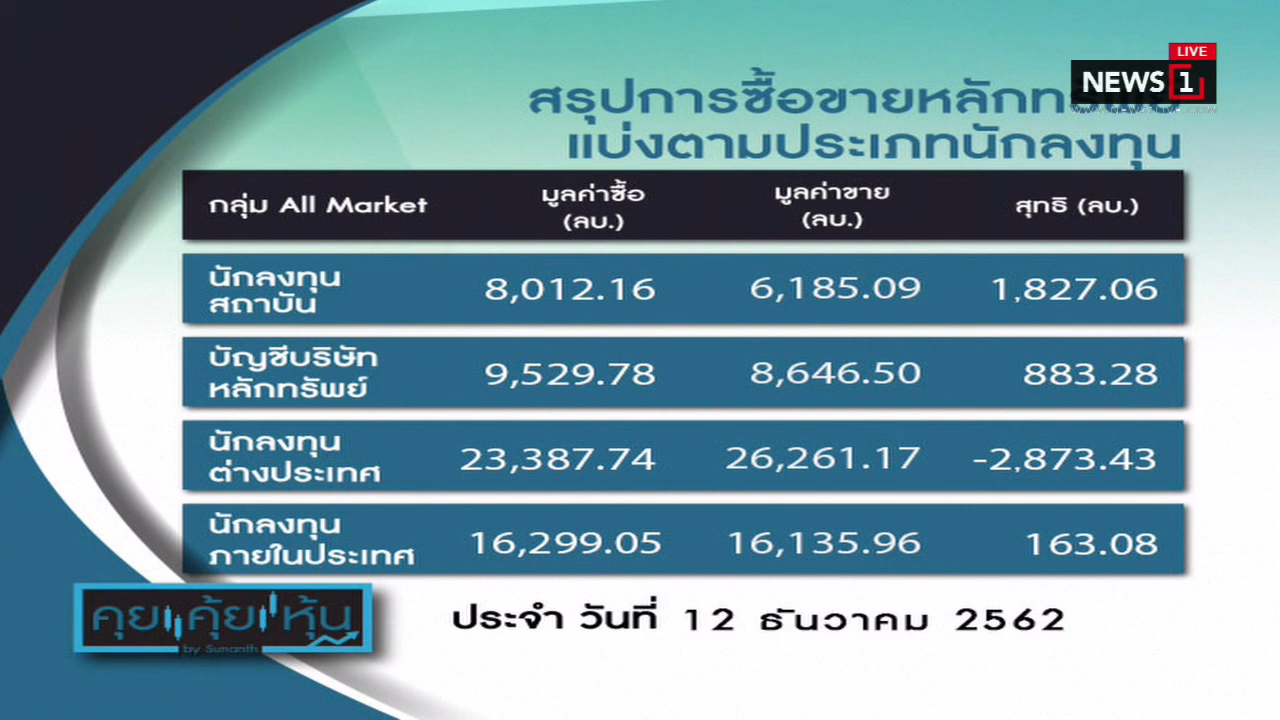 LIVE
NEWS 1
สรุปการซื้อขายหลักทรัพย์
แบ่งตามประเภทนักลงทุน
กลุ่ม All Market มูลค่าซื้อ (ลบ.) มูลค่าขาย (ลบ.) สุทธิ (ลบ.)
นักลงทุน
สถาบัน 8,012.16 6,185.09 1,827.06
บัญชีบริษัท
หลักทรัพย์ 9,529.78 8,646.50 883.28
นักลงทุน
ต่างประเทศ 23,387.74 26,261.17 -2,873.43
นักลงทุน
ภายในประเทศ 16,299.05 16,135.96 163.08
คุย คุ้ย หุ้น
by Sunanth
ประจำ วันที่ 12 ธันวาคม 2562